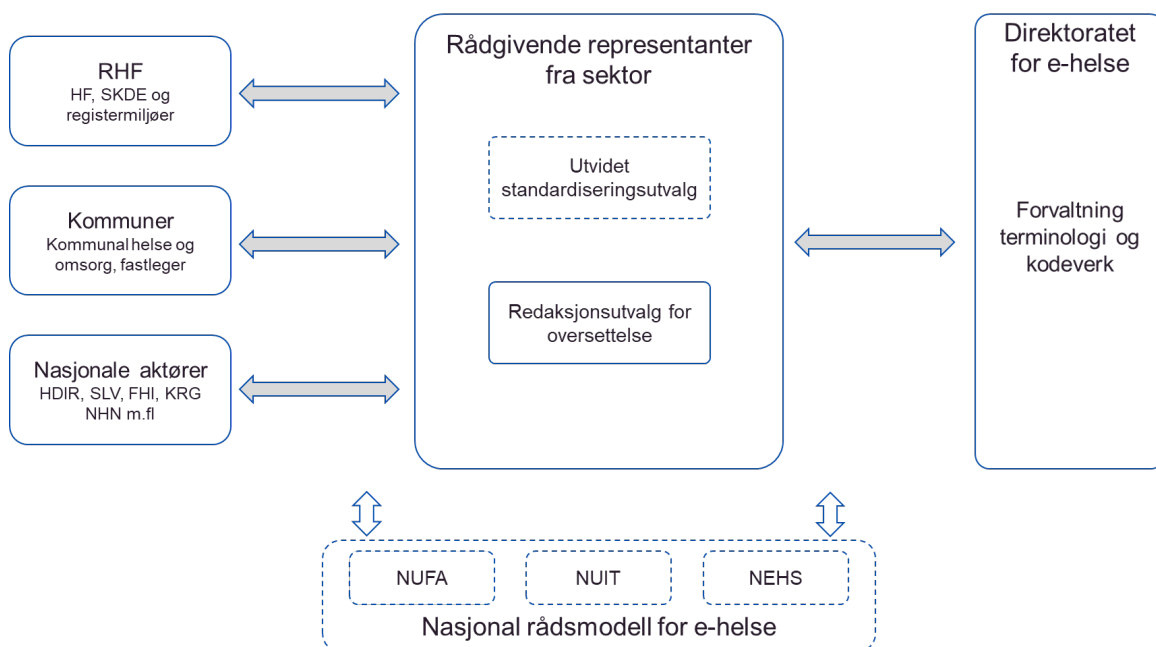 RHF
HF, SKDE og
registermiljøer
Kommuner
Kommunal helse og
omsorg, fastleger
Nasjonale aktører
HDIR, SLV, FHI, KRG
NHN m.fl
Rådgivende representanter
fra sektor
Utvidet
standardiseringsutvalg
Redaksjonsutvalg for
oversettelse
Direktoratet
for e-helse
Forvaltning
terminologi og
kodeverk
NUFA
NUIT
NEHS
Nasjonal rådsmodell for e-helse